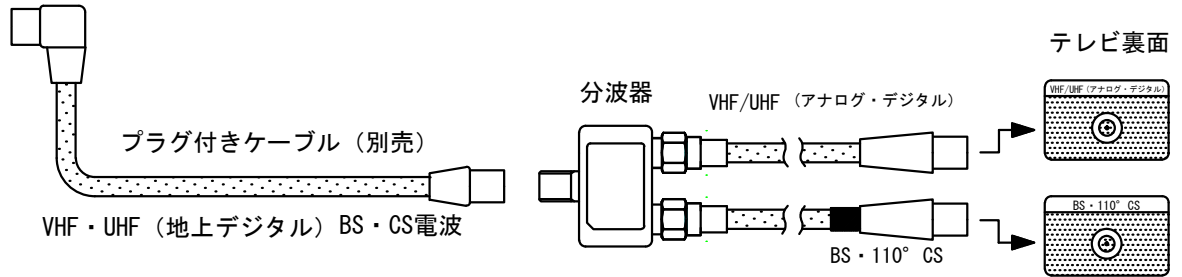 テレビ裏面
分波器
VHF/UHF（アナログ・デジタル）
VHF/UHF（アナログ・デジタル）
プラグ付きケーブル（別売）
VHF・UHF（地上デジタル）BS・CS電波
BS・110°CS
BS・110°CS